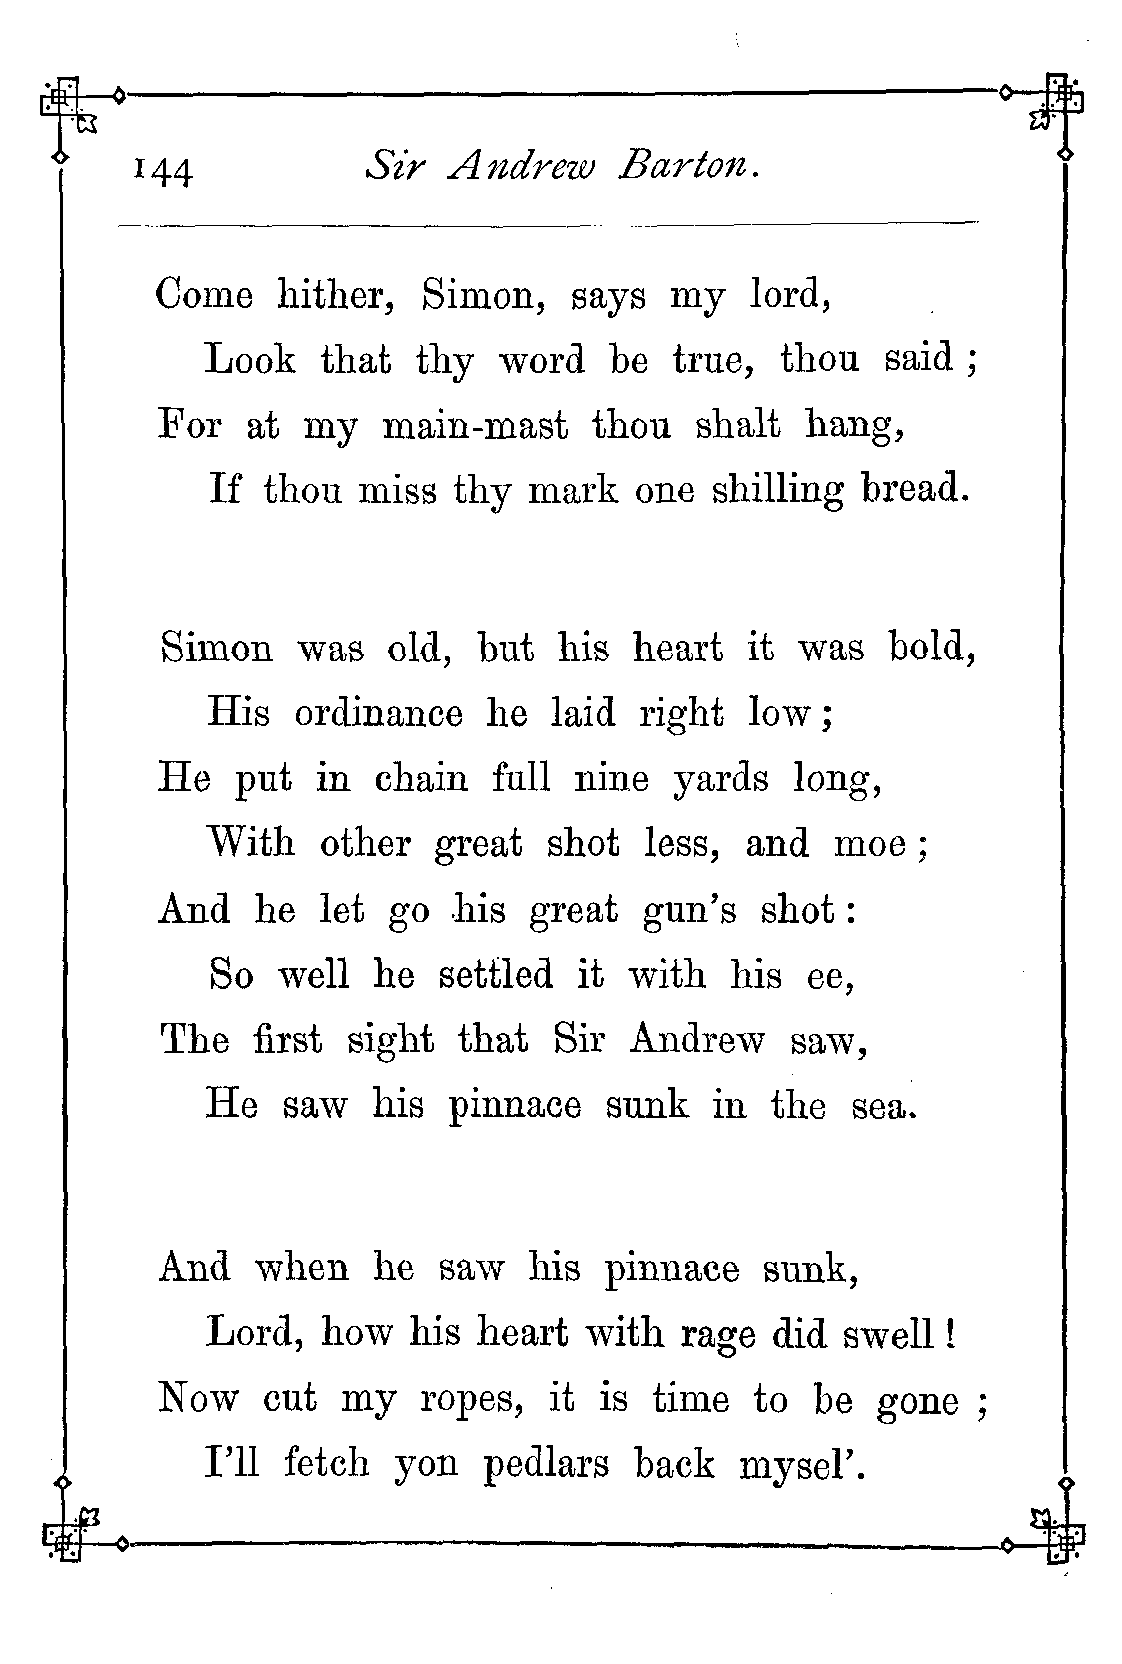 144 Sir Andrew Barton.
Come hither, Simon, says my lord,
Look that thy word be true, thou said ;
For at my main-mast thou shalt hang,
If thou miss thy mark one shilling bread.
Simon was old, but his heart it was bold,
His ordinance he laid right low ;
He put in chain full nine yards long,
With other great shot less, and moe ;
And he let go his great gun's shot :
So well he settled it with his ee,
The first sight that Sir Andrew saw,
He saw his pinnace sunk in the sea.
And when he saw his pinnace sunk,
Lord, how his heart with rage did swell !
Now cut my ropes, it is time to be gone ;
I'll fetch yon pedlars back mysel'.